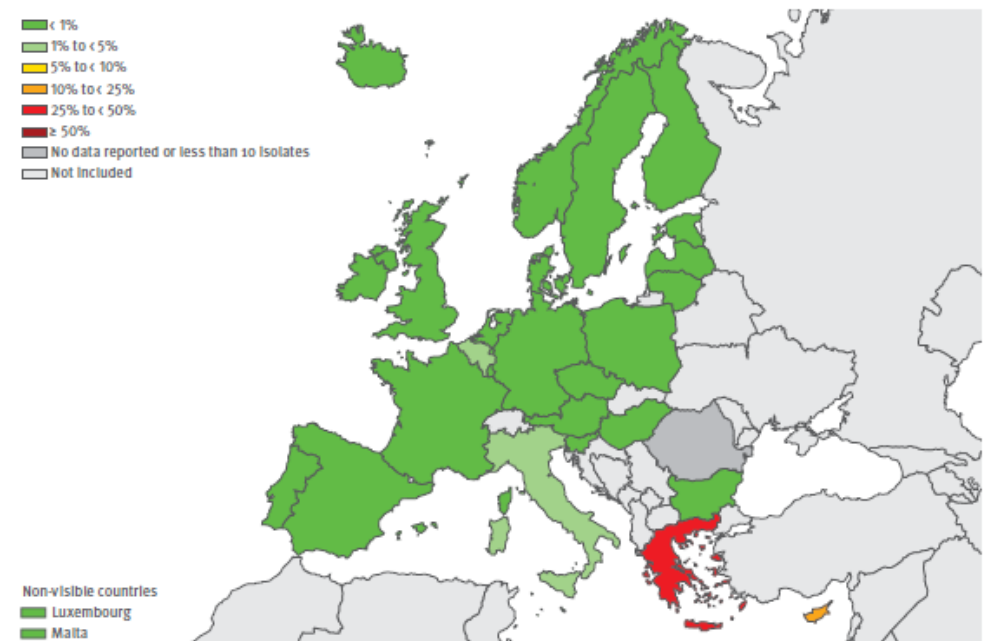 < 1%
1% to < 5%
5% to < 10%
10% to < 25%
25% to < 50%
≥ 50%
No data reported or less than 10 isolates
Not included
Non-visible countries
Luxembourg
Malta